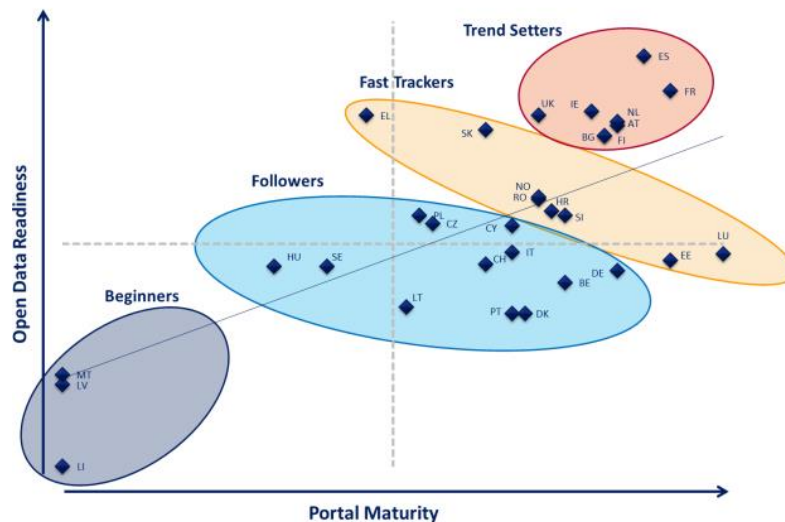 Trend Setters
ES
Fast Trackers
FR
UK
IE
NL
AT
EL
SK
BG
FI
Followers
NO
RO
HR
SI
PL
CZ
CY
LU
IT
EE
HU
SE
CH
DE
BE
Beginners
LT
PT
DK
MT
LV
LI
Open Data Readiness
Portal Maturity